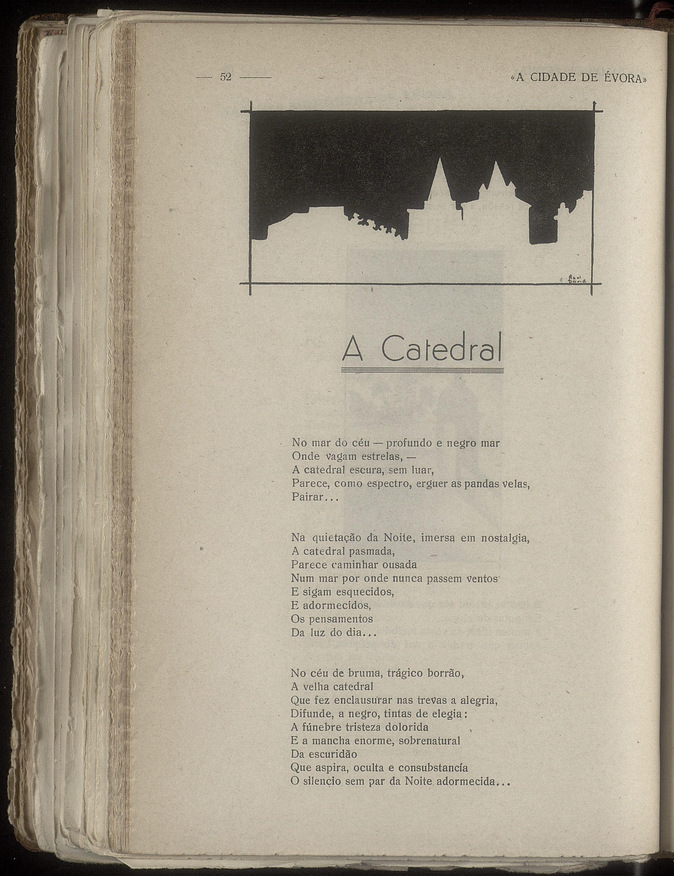 — 52 —
«A CIDADE DE ÉVORA»
A Catedral
No mar do céu — profundo e negro mar
Onde vagam estrelas, —
A catedral escura, sem luar,
Parece, como espectro, erguer as pandas velas,
Pairar...
Na quietação da Noite, imersa em nostalgia,
A catedral pasmada,
Parece caminhar ousada
Num mar por onde nunca passem ventos
E sigam esquecidos,
E adormecidos,
Os pensamentos
Da luz do dia...
No céu de bruma, trágico borrão,
A velha catedral
Que fez enclausurar nas trevas a alegria,
Difunde, a negro, tintas de elegia:
A fúnebre tristeza dolorida
E a mancha enorme, sobrenatural
Da escuridão
Que aspira, oculta e consubstancía
O silencio sem par da Noite adormecida...